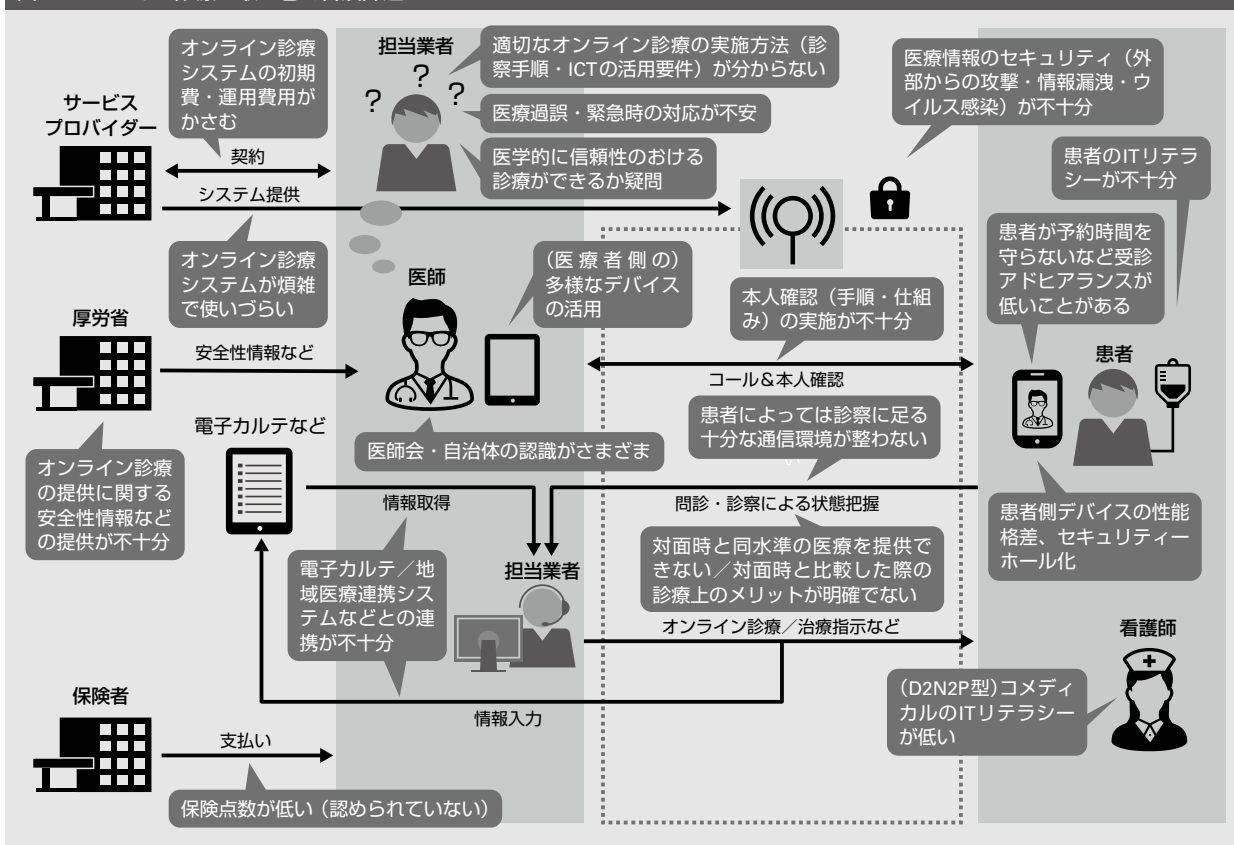 オンライン診療
システムの初期
費・運用費用が
かさむ
担当業者
? ? ?
適切なオンライン診療の実施方法（診
察手順・ICTの活用要件）が分からない
医療過誤・緊急時の対応が不安
医学的に信頼性のおける
診療ができるか疑問
医療情報のセキュリティ（外
部からの攻撃・情報漏洩・ウ
イルス感染）が不十分
患者のITリテラ
シーが不十分
サービス
プロバイダー
契約
システム提供
オンライン診療
システムが煩雑
で使いづらい
医師
（医療者側の）
多様なデバイス
の活用
本人確認（手順・仕組
み）の実施が不十分
患者が予約時間を
守らないなど受診
アドヒアランスが
低いことがある
厚労省
安全性情報など
コール＆本人確認
患者
電子カルテなど
医師会・自治体の認識がさまざま
患者によっては診察に足る
十分な通信環境が整わない
い
オンライン診療
の提供に関する
安全性情報など
の提供が不十分
情報取得
問診・診察による状態把握
患者側デバイスの性能
格差、セキュリティー
ホール化
電子カルテ／地
域医療連携シス
テムなどとの連
携が不十分
担当業者
対面時と同水準の医療を提供で
きない／対面時と比較した際の
診療上のメリットが明確でない
オンライン診療／治療指示など
看護師
（D2N2P型）コメディ
カルのITリテラシー
が低い
情報入力
保険者
支払い
保険点数が低い（認められていない）